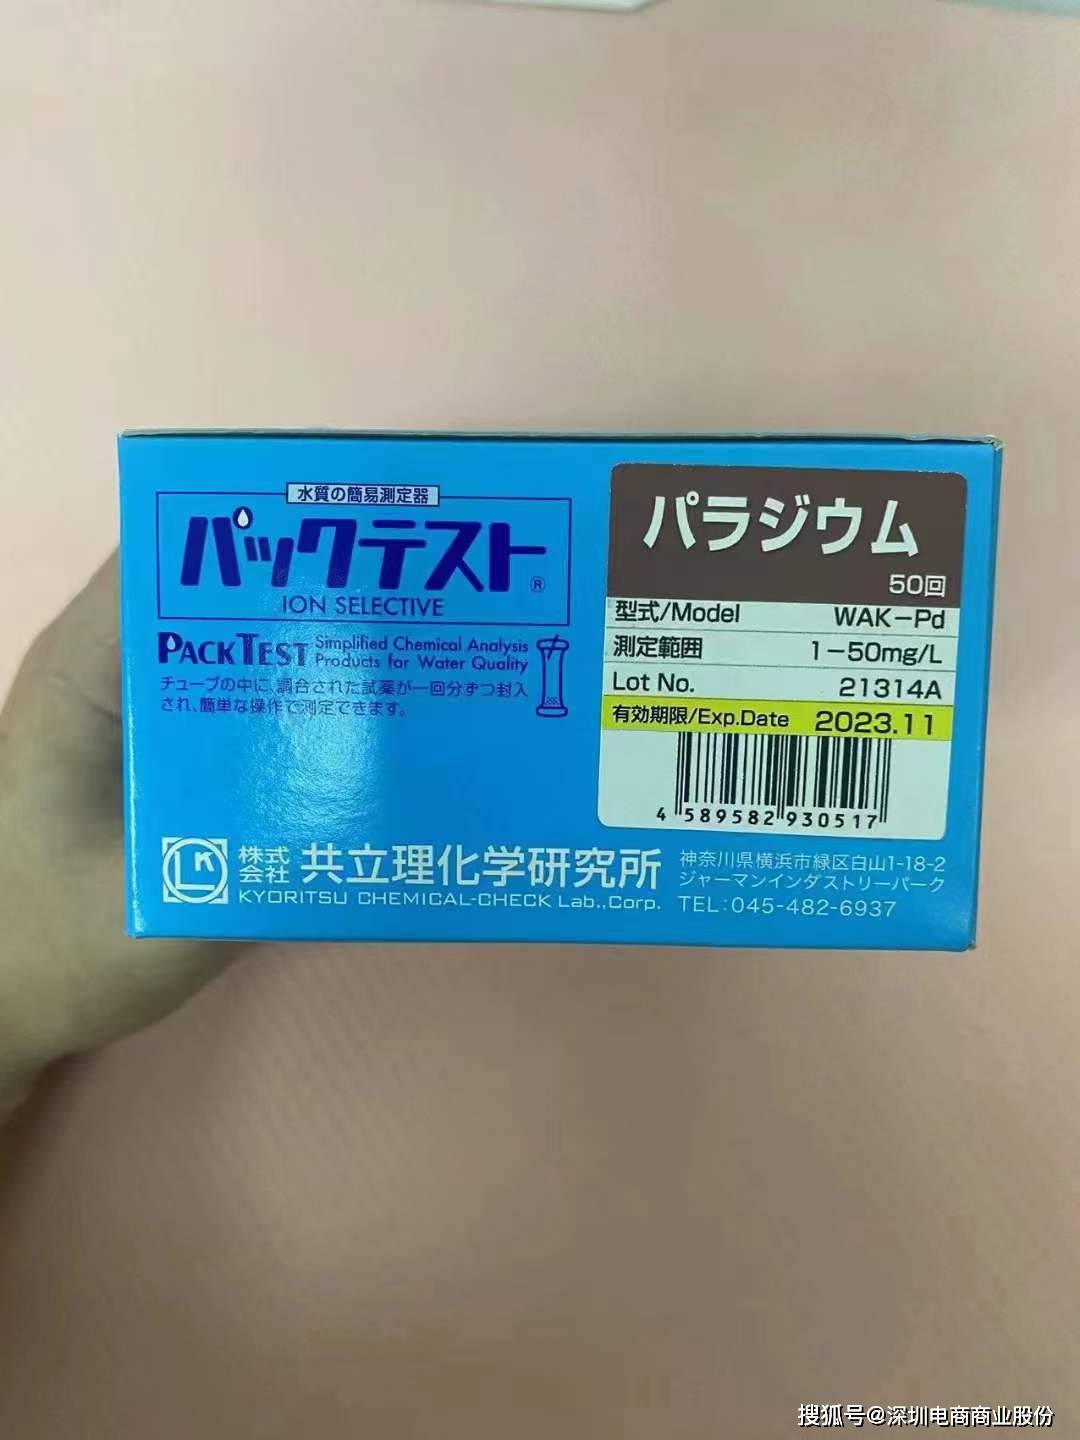 水質の簡易測定器
パックテスト®
ION SELECTIVE
PACKTEST Simplified Chemical Analysis
Products for Water Quality
チューブの中に、調合された試薬が一回分ずつ封入
され、簡単な操作で測定できます。
パラジウム
50回
型式/Model WAK-Pd
測定範囲 1-50mg/L
Lot No. 21314A
有効期限/Exp.Date 2023.11
4 589582 930517
LK
株式会社 共立理化学研究所
KYORITSU CHEMICAL-CHECK Lab.,Corp.
神奈川県横浜市緑区白山1-18-2
ジャーマンインダストリーパーク
TEL:045-482-6937
搜狐号@深圳电商商业股份